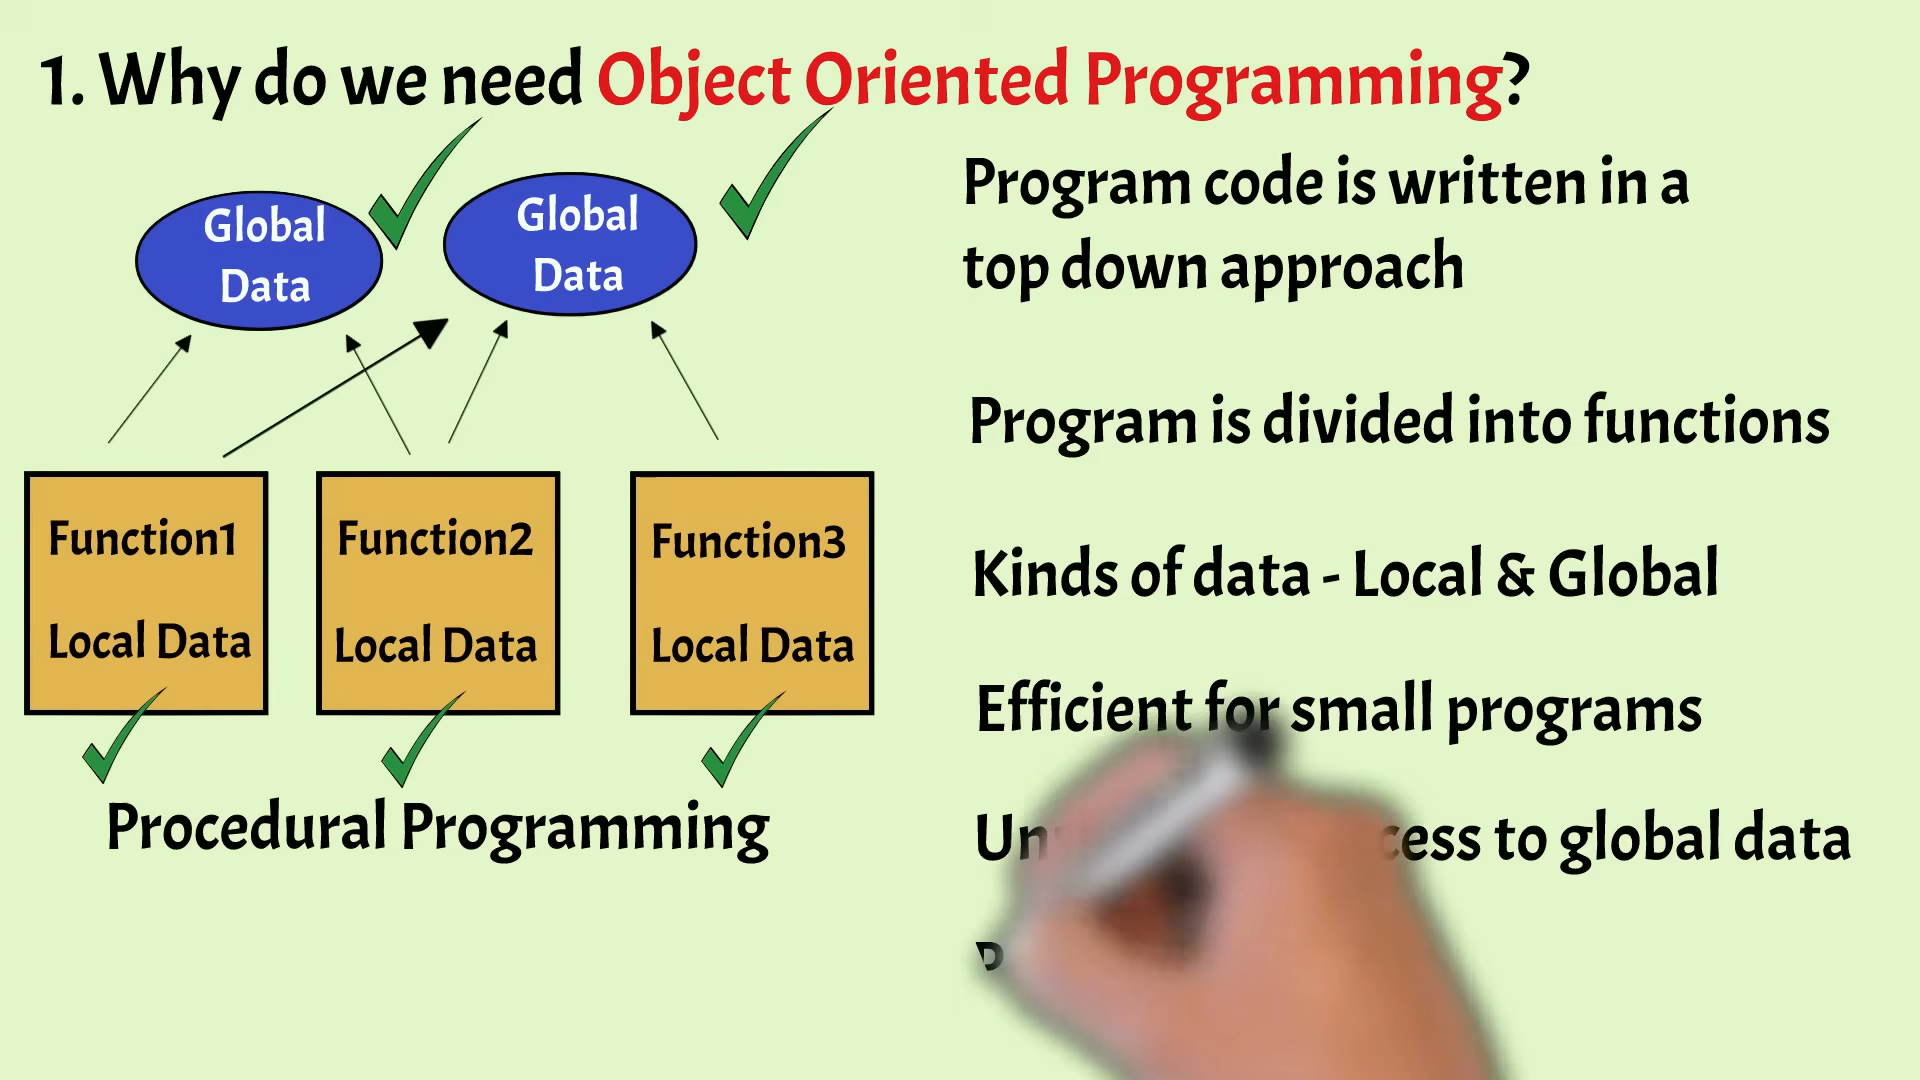 1. Why do we need Object Oriented Programming?
Global
Data
Global
Data
Function1
Local Data
Function2
Local Data
Function3
Local Data
Procedural Programming
Program code is written in a
top down approach
Program is divided into functions
Kinds of data - Local & Global
Efficient for small programs
to global data